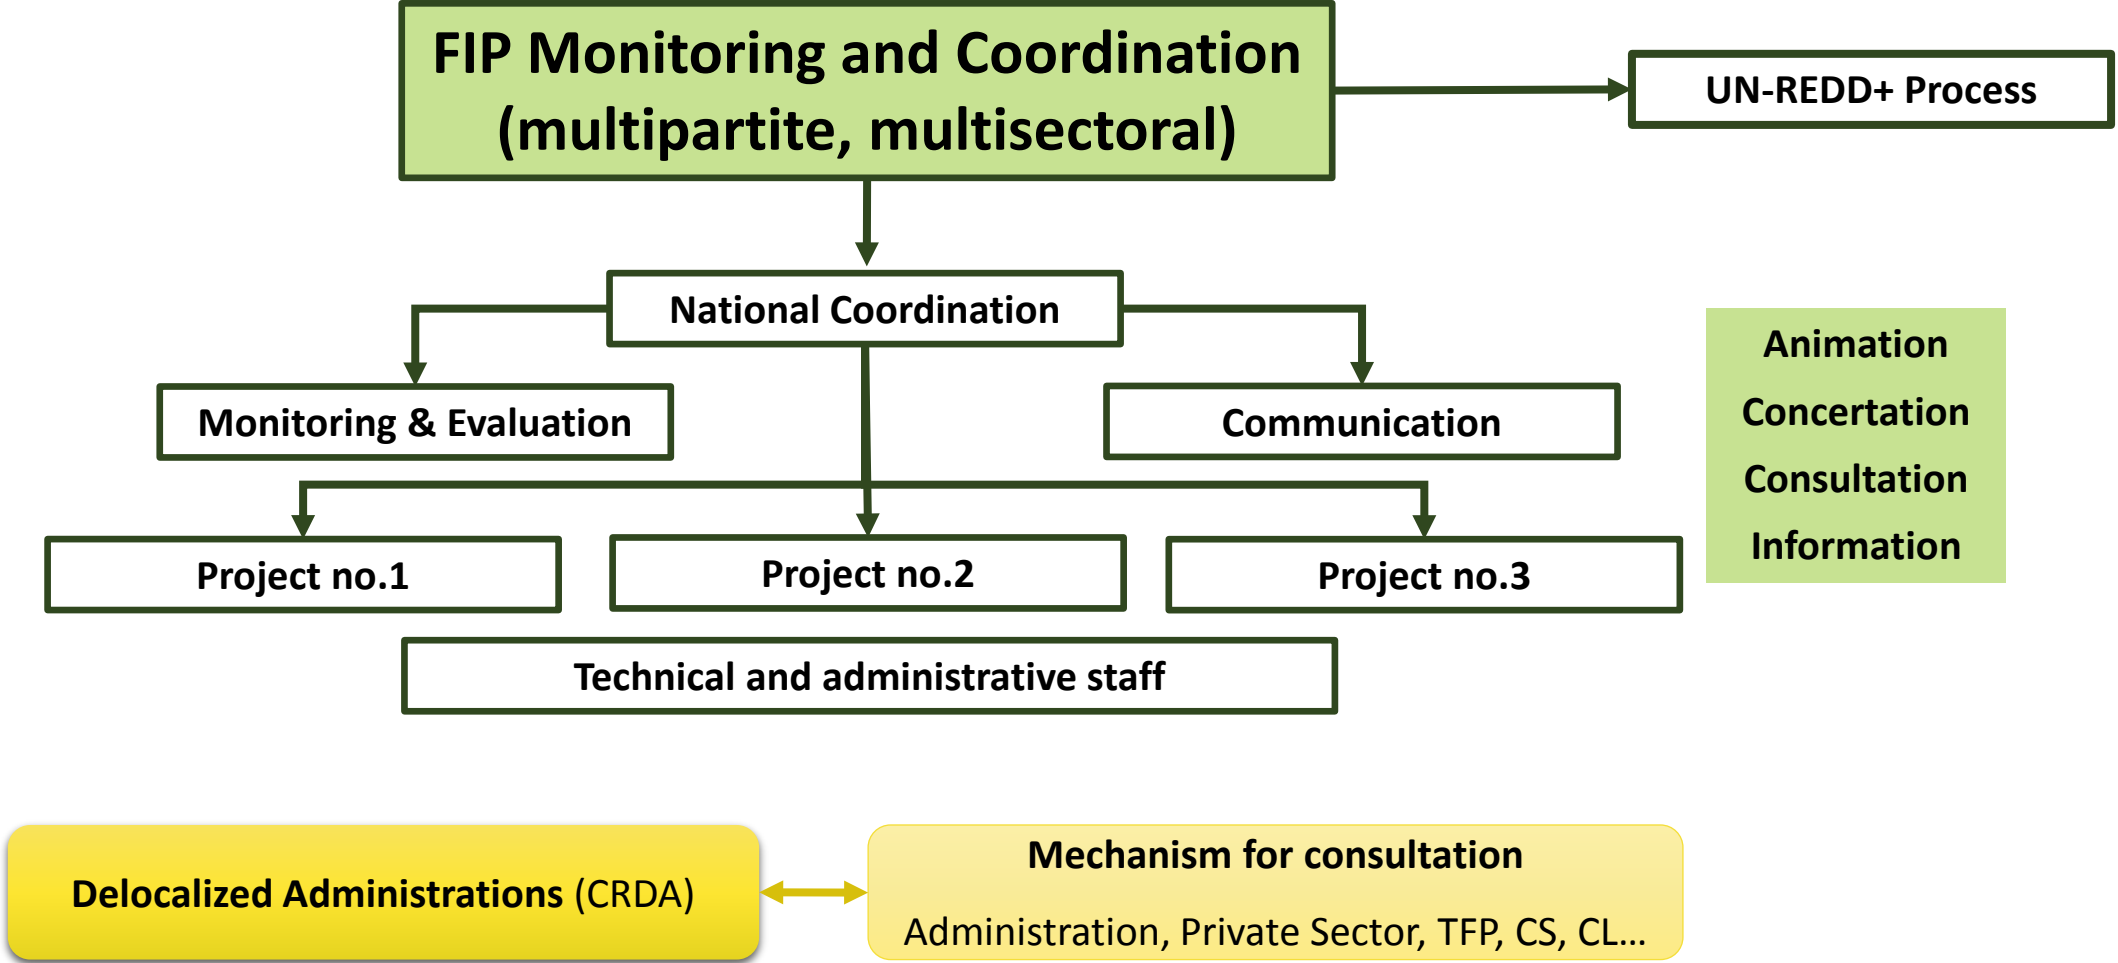 FIP Monitoring and Coordination
(multipartite, multisectoral)
UN-REDD+ Process
National Coordination
Monitoring & Evaluation
Communication
Animation
Concertation
Consultation
Information
Project no.1
Project no.2
Project no.3
Technical and administrative staff
Delocalized Administrations (CRDA)
Mechanism for consultation
Administration, Private Sector, TFP, CS, CL...